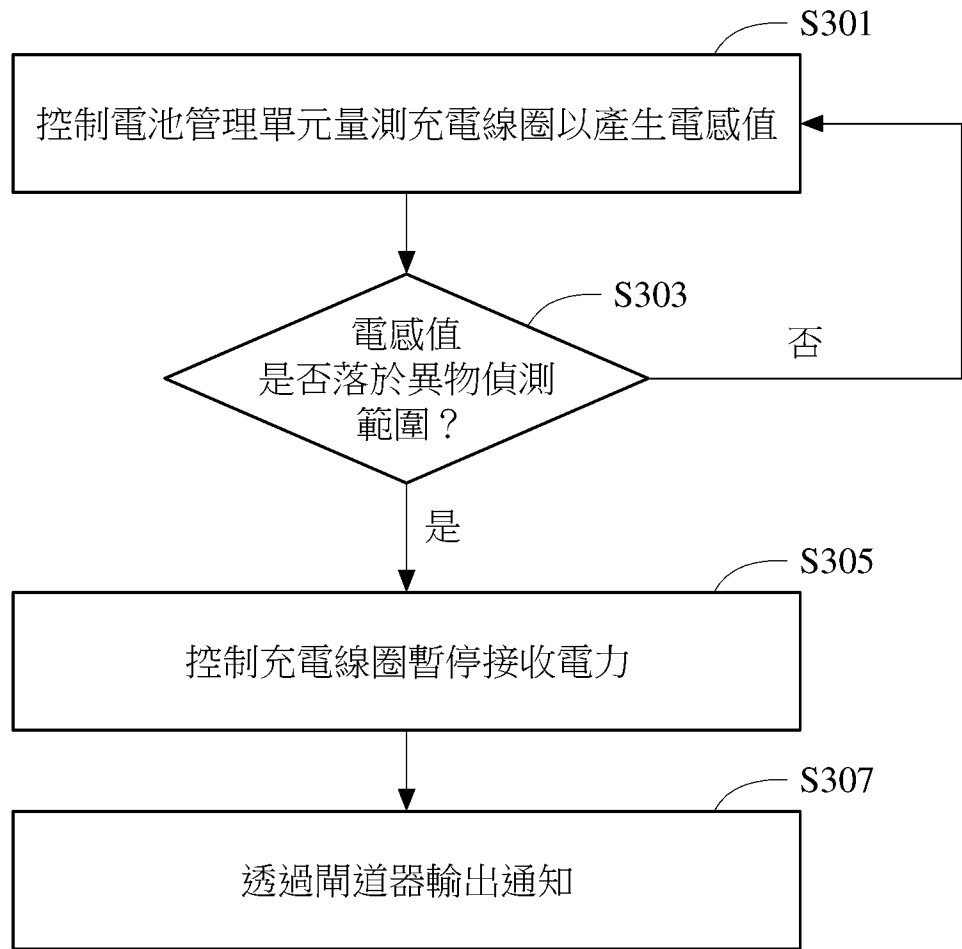 S301
控制電池管理單元量測充電線圈以產生電感值
S303
電感值
是否落於異物偵測
範圍？
否
是
S305
控制充電線圈暫停接收電力
S307
透過閘道器輸出通知